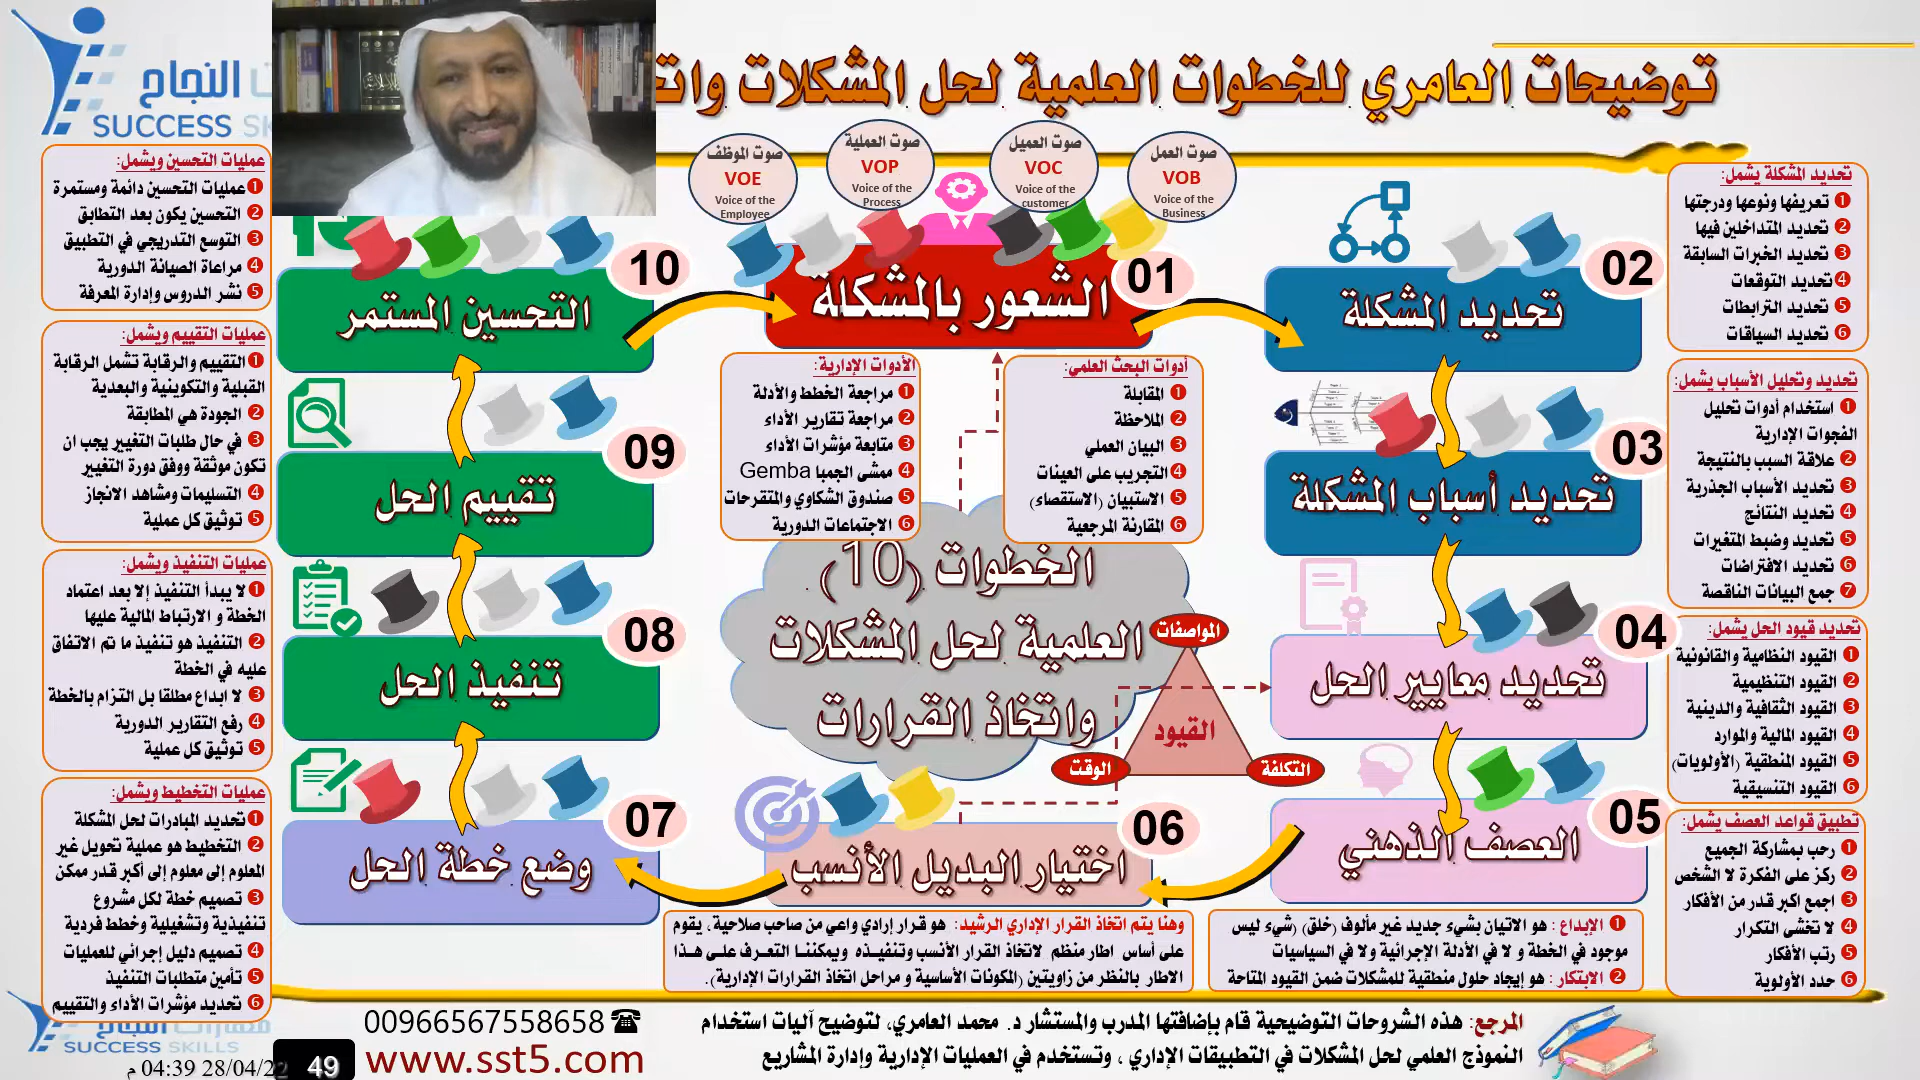 توضيحات العامري للخطوات العلمية لحل المشكلات
SUCCESS
النجاح
صوت الموظف
VOE
Voice of the
Employee
صوت العملية
VOP
Voice of the
Process
صوت العميل
VOC
Voice of the
customer
صوت العمل
VOB
Voice of the
Business
01
الشعور بالمشكلة
أدوات البحث العلمي:
1 المقابلة
2 الملاحظة
3 البيان العملي
4 التجريب على العينات
5 الاستبيان (الاستقصاء)
6 المقارنة المرجعية
الأدوات الإدارية:
1 مراجعة الخطط والأدلة
2 مراجعة تقارير الأداء
3 متابعة مؤشرات الأداء
4 ممشى الجمبا Gemba
5 صندوق الشكاوي والمتقرحات
6 الاجتماعات الدورية
02
تحديد المشكلة
تحديد المشكلة يشمل:
1 تعريفها ونوعها ودرجتها
2 تحديد المتداخلين فيها
3 تحديد الخبرات السابقة
4 تحديد التوقعات
5 تحديد الترابطات
6 تحديد السياقات
03
تحديد أسباب المشكلة
تحديد وتحليل الأسباب يشمل:
1 استخدام أدوات تحليل
الفجوات الإدارية
2 علاقة السبب بالنتيجة
3 تحديد الأسباب الجذرية
4 تحديد النتائج
5 تحديد وضبط المتغيرات
6 تحديد الافتراضات
7 جمع البيانات الناقصة
04
تحديد معايير الحل
تحديد قيود الحل يشمل:
1 القيود النظامية والقانونية
2 القيود التنظيمية
3 القيود الثقافية والدينية
4 القيود المالية والموارد
5 القيود المنطقية (الأولويات)
6 القيود التنسيقية
05
العصف الذهني
تطبيق قواعد العصف يشمل:
1 رحب بمشاركة الجميع
2 ركز على الفكرة لا الشخص
3 اجمع اكبر قدر من الأفكار
4 لا تخشى التكرار
5 رتب الأفكار
6 حدد الأولوية
الخطوات (10)
العلمية لحل المشكلات
واتخاذ القرارات
المواصفات
القيود
الوقت
التكلفة
06
اختيار البديل الأنسب
07
وضع خطة الحل
08
تنفيذ الحل
09
تقييم الحل
10
التحسين المستمر
عمليات التحسين ويشمل:
1 عمليات التحسين دائمة ومستمرة
2 التحسين يكون بعد التطابق
3 التوسع التدريجي في التطبيق
4 مراعاة الصيانة الدورية
5 نشر الدروس وإدارة المعرفة
عمليات التقييم ويشمل:
1 التقييم والرقابة تشمل الرقابة
القبلية والتكوينية والبعدية
2 الجودة هي المطابقة
3 في حال طلبات التغيير يجب ان
تكون موثقة ووفق دورة التغيير
4 التسليمات ومشاهد الانجاز
5 توثيق كل عملية
عمليات التنفيذ ويشمل:
1 لا يبدأ التنفيذ إلا بعد اعتماد
الخطة و الارتباط المالية عليها
2 التنفيذ هو تنفيذ ما تم الاتفاق
عليه في الخطة
3 لا ابداع مطلقا بل التزام بالخطة
4 رفع التقارير الدورية
5 توثيق كل عملية
عمليات التخطيط ويشمل:
1 تحديد المبادرات لحل المشكلة
2 التخطيط هو عملية تحويل غير
المعلوم إلى معلوم إلى أكبر قدر ممكن
3 تصميم خطة لكل مشروع
تنفيذية وتشغيلية وخطط فردية
4 تصميم دليل إجرائي للعمليات
5 تأمين متطلبات التنفيذ
6 تحديد مؤشرات الأداء والتقييم
1 الإبداع : هو الاتيان بشيء جديد غير مألوف (خلق) (شيء ليس
موجود في الخطة و لا في الأدلة الإجرائية ولا في السياسيات
2 الابتكار : هو إيجاد حلول منطقية للمشكلات ضمن القيود المتاحة
وهنا يتم اتخاذ القرار الإداري الرشيد: هو قرار إرادي واعي من صاحب صلاحية، يقوم
على أساس اطار منظم لاتخاذ القرار الأنسب وتنفيذه ويمكننا التعرف على هذا
الاطار بالنظر من زاويتين (المكونات الأساسية و مراحل اتخاذ القرارات الإدارية).
المرجع: هذه الشروحات التوضيحية قام بإضافتها المدرب والمستشار د. محمد العامري، لتوضيح آليات استخدام
النموذج العلمي لحل المشكلات في التطبيقات الإداري ، وتستخدم في العمليات الإدارية وإدارة المشاريع
00966567558658
www.sst5.com
SUCCESS SKILLS
49
04:39 28/04/22 م